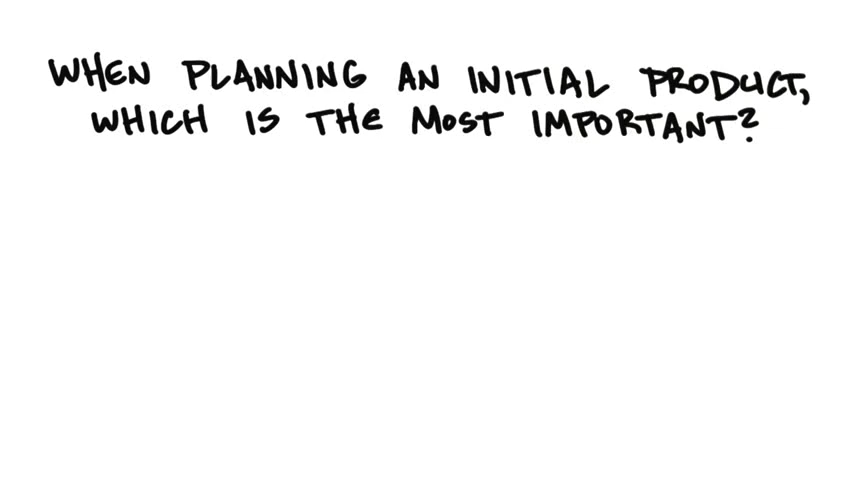 WHEN PLANNING AN INITIAL PRODUCT,
WHICH IS THE MOST IMPORTANT?